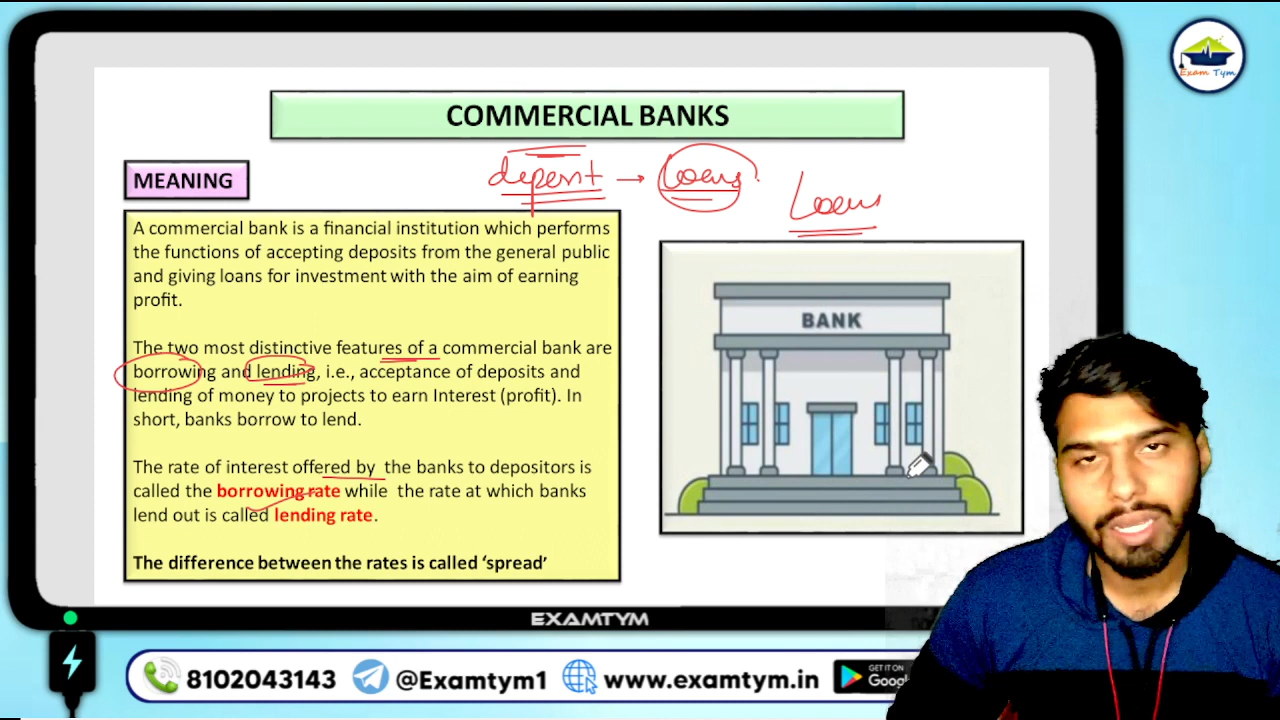 Exam Tym
COMMERCIAL BANKS
MEANING
deposit → Loans
Loans
A commercial bank is a financial institution which performs
the functions of accepting deposits from the general public
and giving loans for investment with the aim of earning
profit.
The two most distinctive features of a commercial bank are
borrowing and lending, i.e., acceptance of deposits and
lending of money to projects to earn Interest (profit). In
short, banks borrow to lend.
The rate of interest offered by the banks to depositors is
called the borrowing rate while the rate at which banks
lend out is called lending rate.
The difference between the rates is called ‘spread’
BANK
EXAMTYM
8102043143 @Examtym1 www.examtym.in GET IT ON